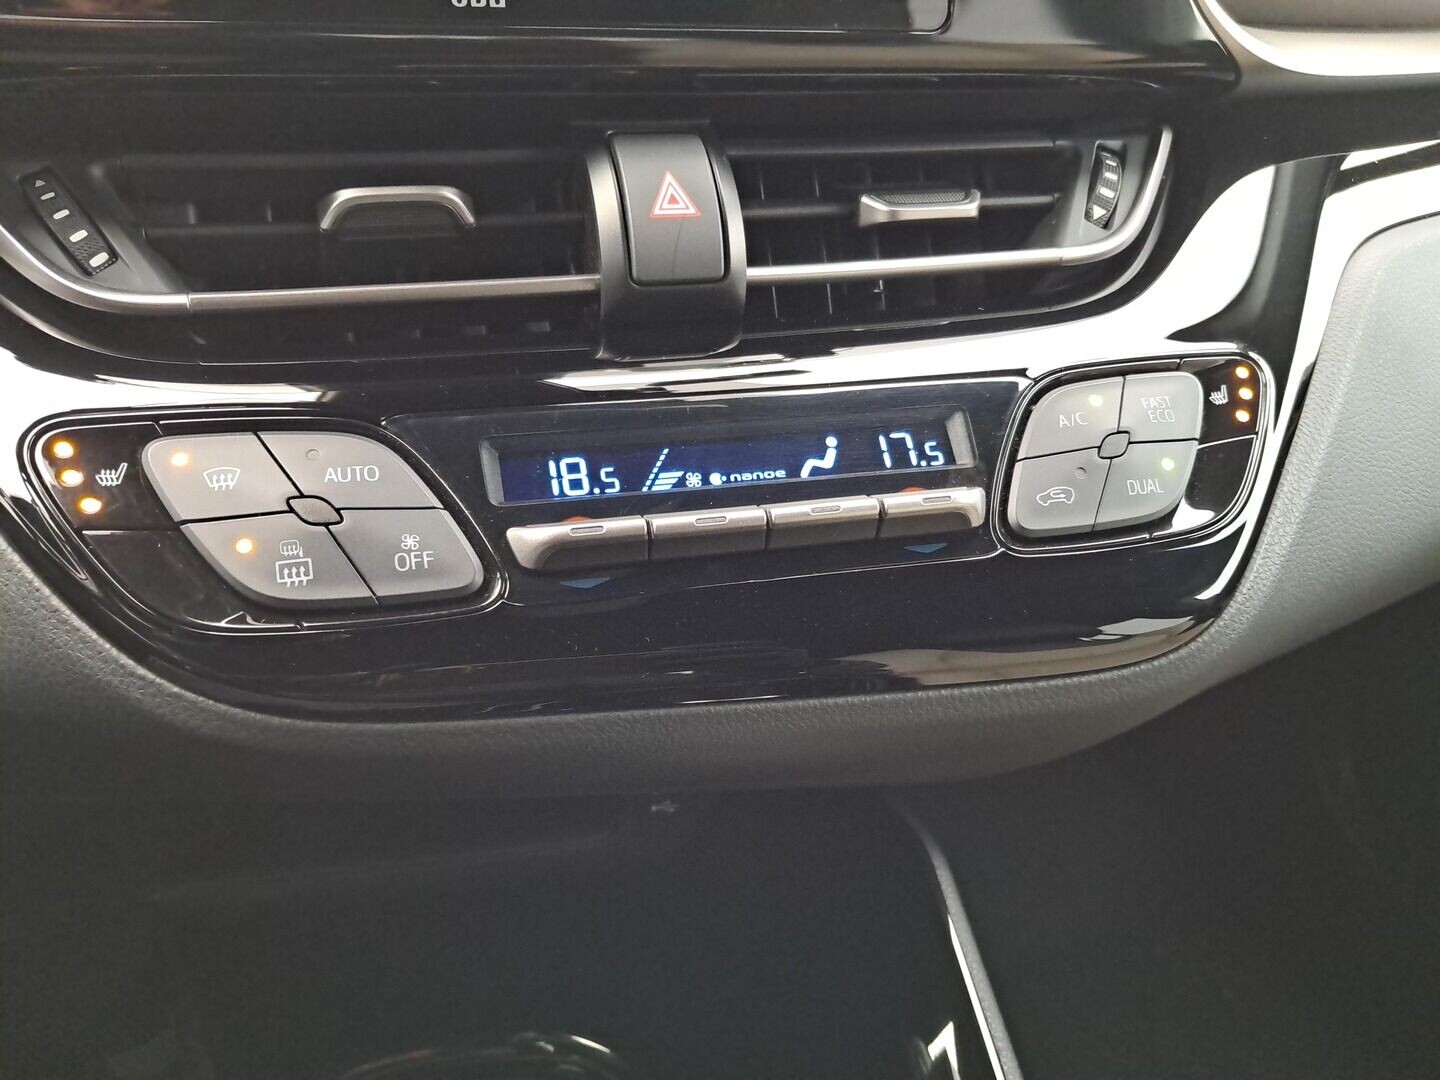 AUTO
OFF
18.5
nanoe
17.5
A/C
FAST
ECO
DUAL